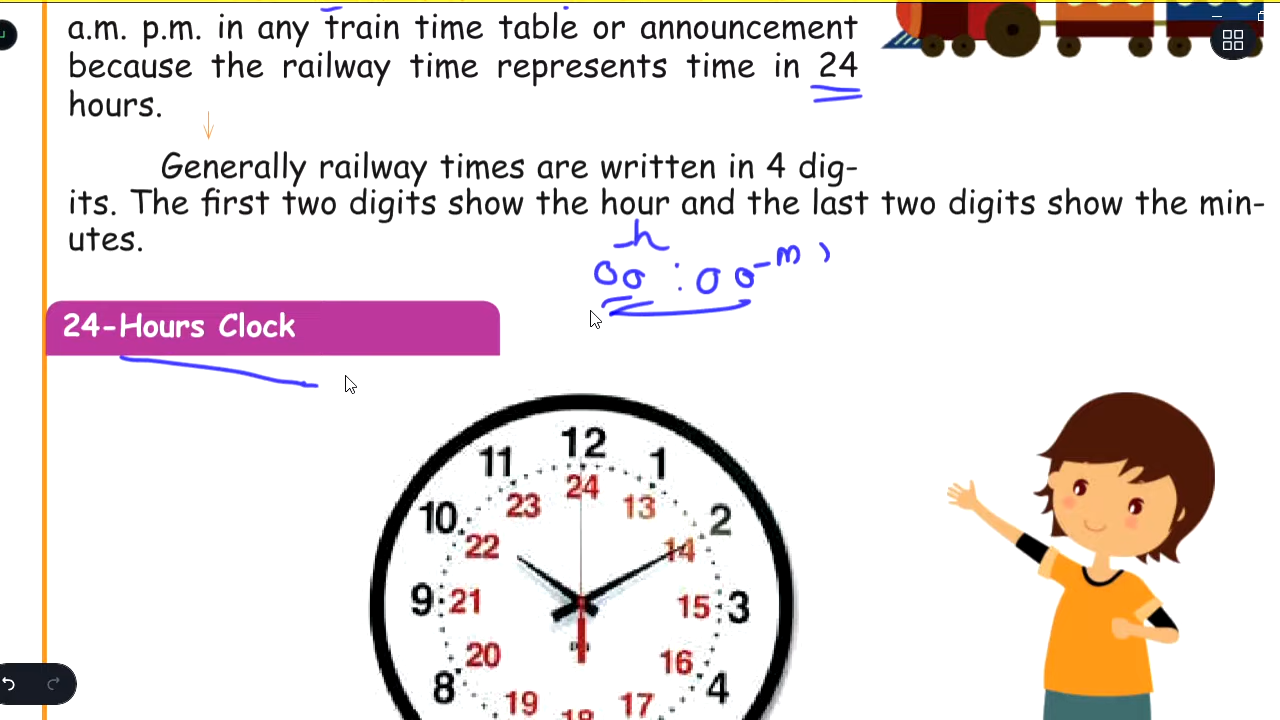 a.m. p.m. in any train time table or announcement
because the railway time represents time in 24
hours.
Generally railway times are written in 4 dig-
its. The first two digits show the hour and the last two digits show the min-
utes.
h
00 : 00 - m
24-Hours Clock
12
11
1
24
23
13
10
2
22
14
9
21
15
3
20
16
8
4
19
17
18